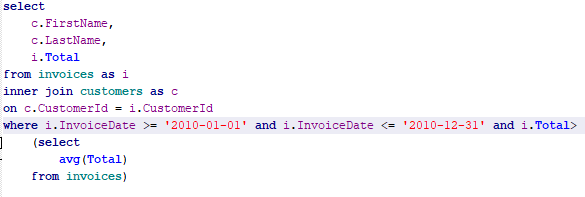 select
c.FirstName,
c.LastName,
i.Total
from invoices as i
inner join customers as c
on c.CustomerId = i.CustomerId
where i.InvoiceDate >= '2010-01-01' and i.InvoiceDate <= '2010-12-31' and i.Total>
(select
avg(Total)
from invoices)